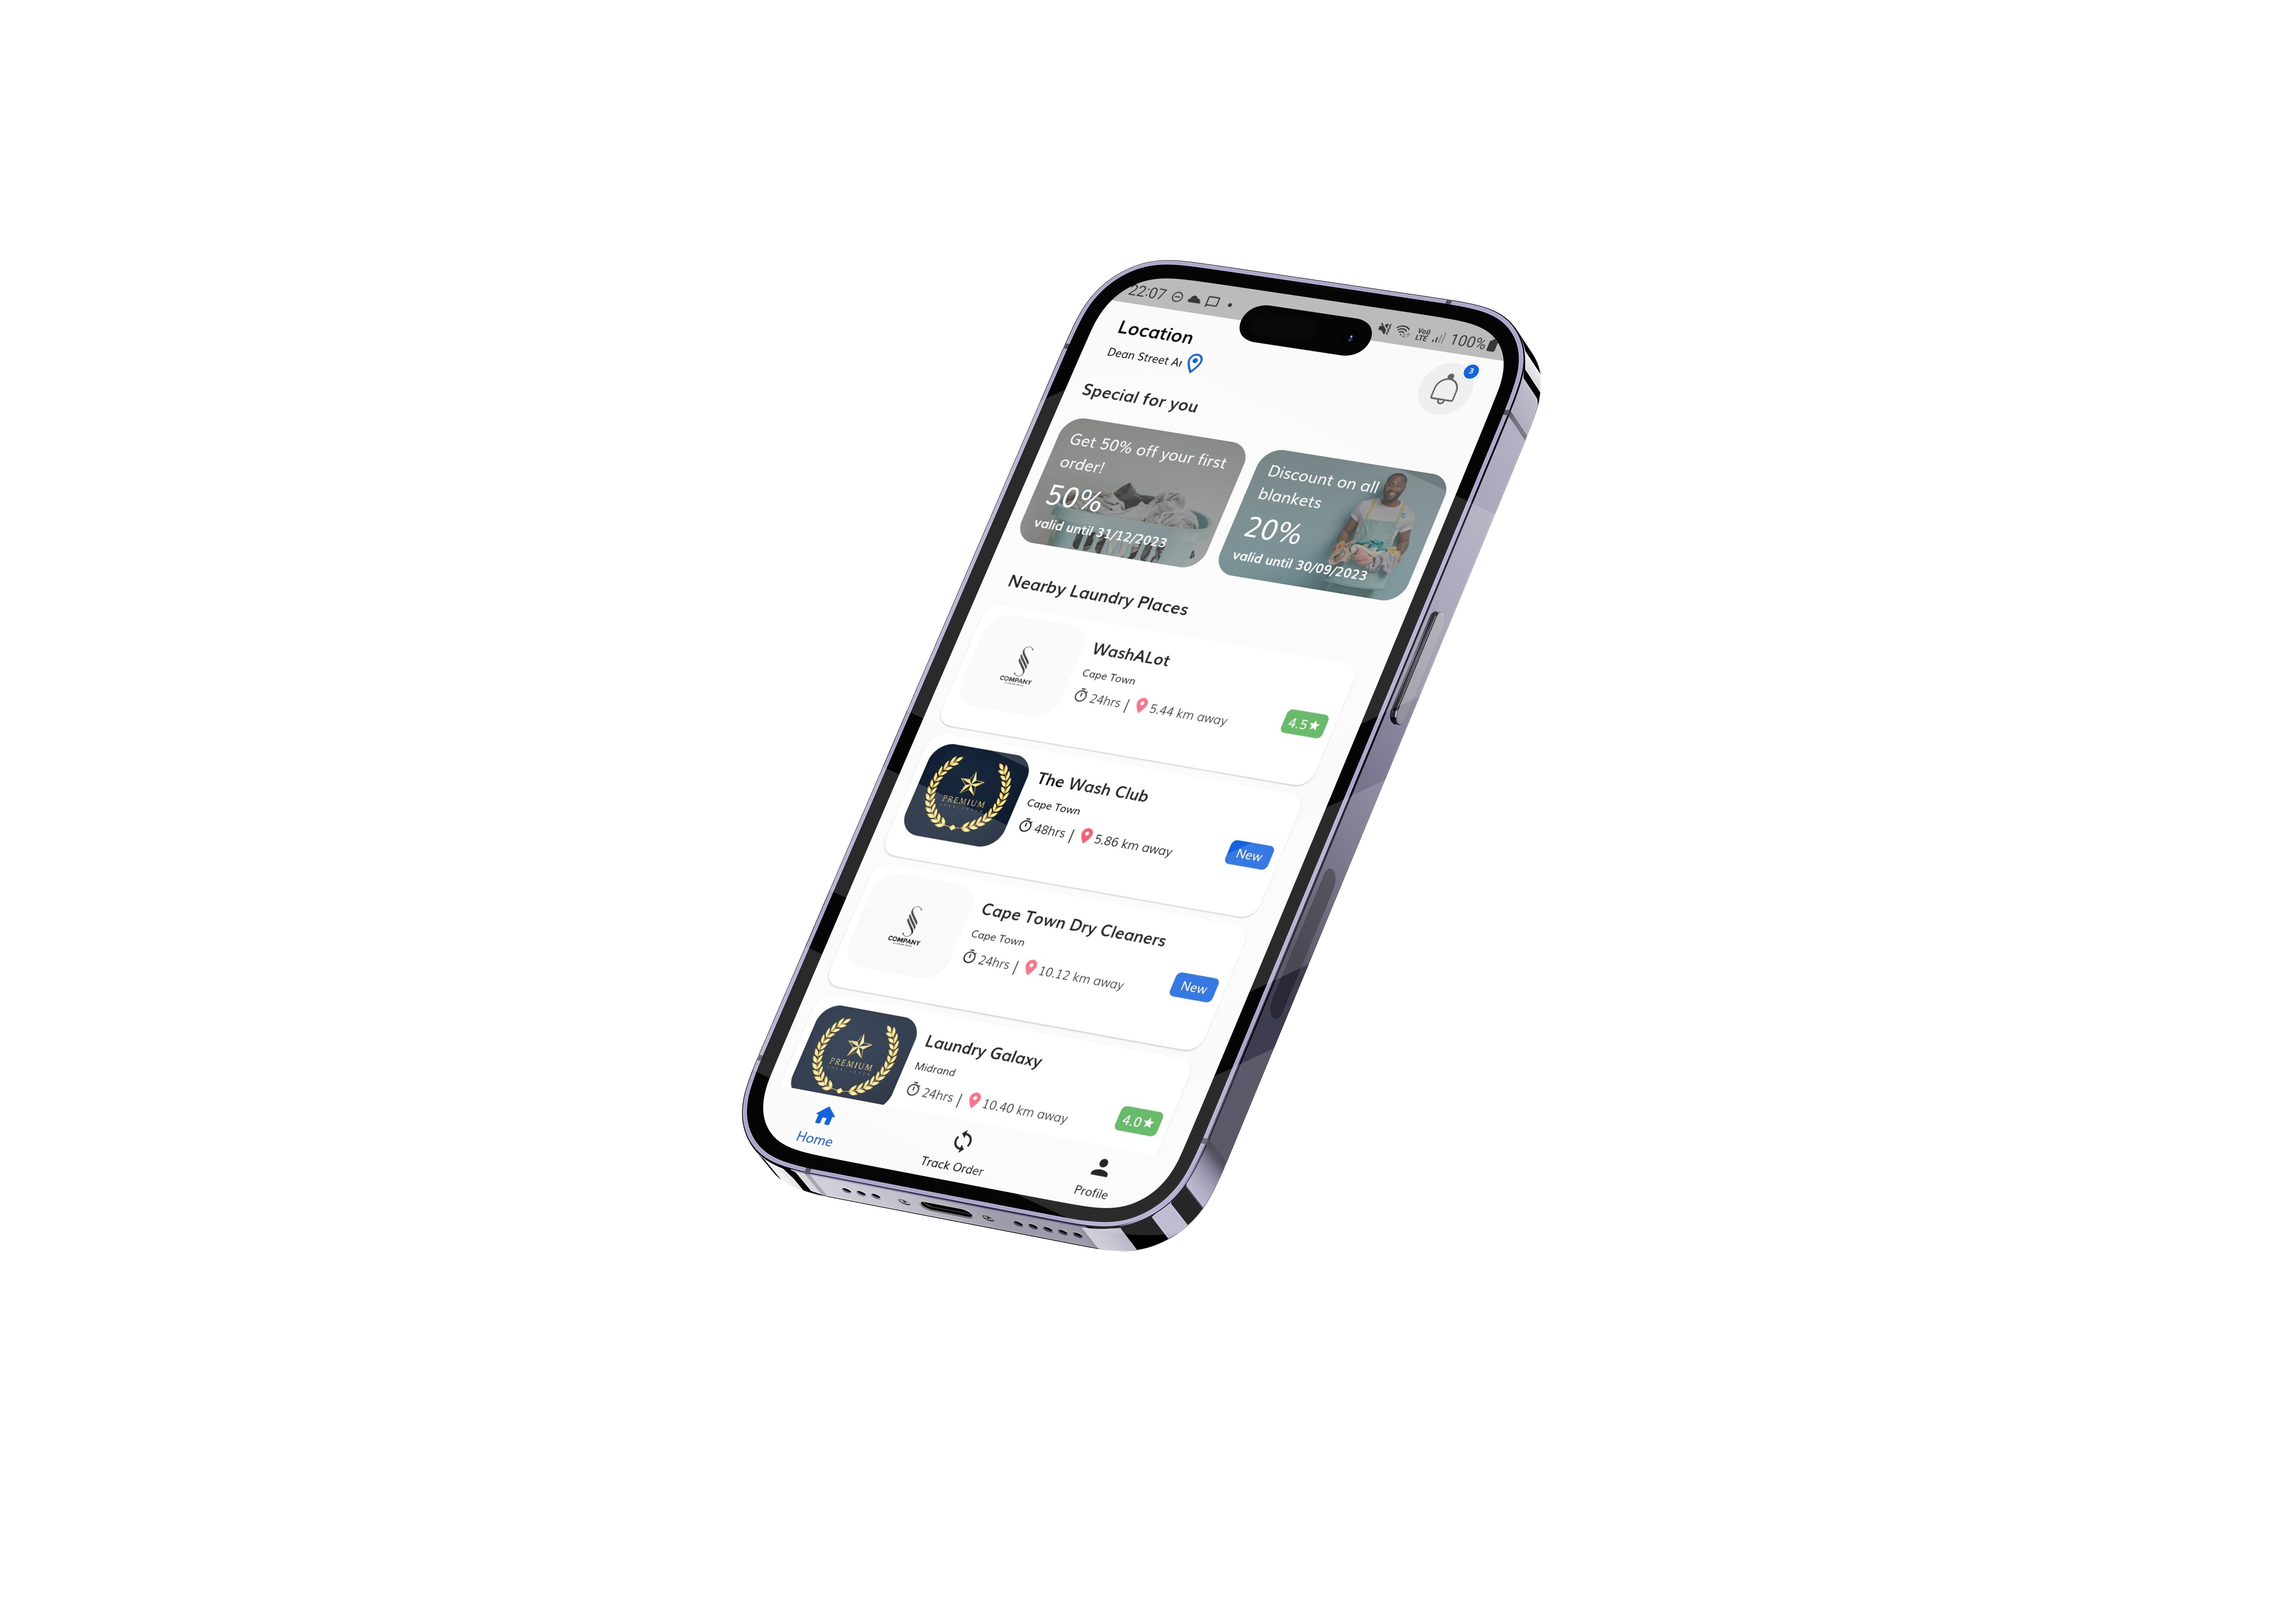 22:07
Vo)) LTE 100%
Location
Dean Street Ar
3
Special for you
Get 50% off your first
order!
50%
valid until 31/12/2023
Discount on all
blankets
20%
valid until 30/09/2023
Nearby Laundry Places
COMPANY
WashALot
Cape Town
24hrs | 5.44 km away
4.5
PREMIUM
The Wash Club
Cape Town
48hrs | 5.86 km away
New
COMPANY
Cape Town Dry Cleaners
Cape Town
24hrs | 10.12 km away
New
PREMIUM
Laundry Galaxy
Midrand
24hrs | 10.40 km away
4.0
Home
Track Order
Profile